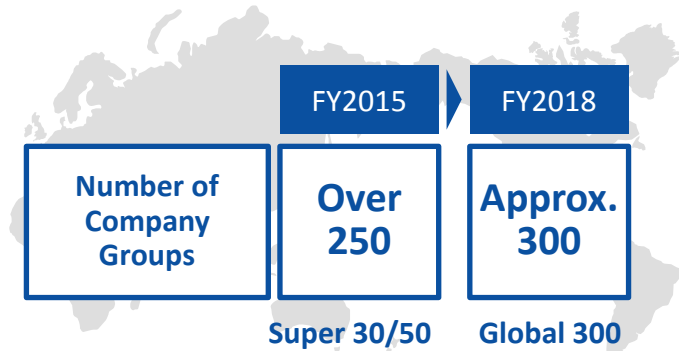 FY2015
FY2018
Number of
Company
Groups
Over
250
Approx.
300
Super 30/50
Global 300